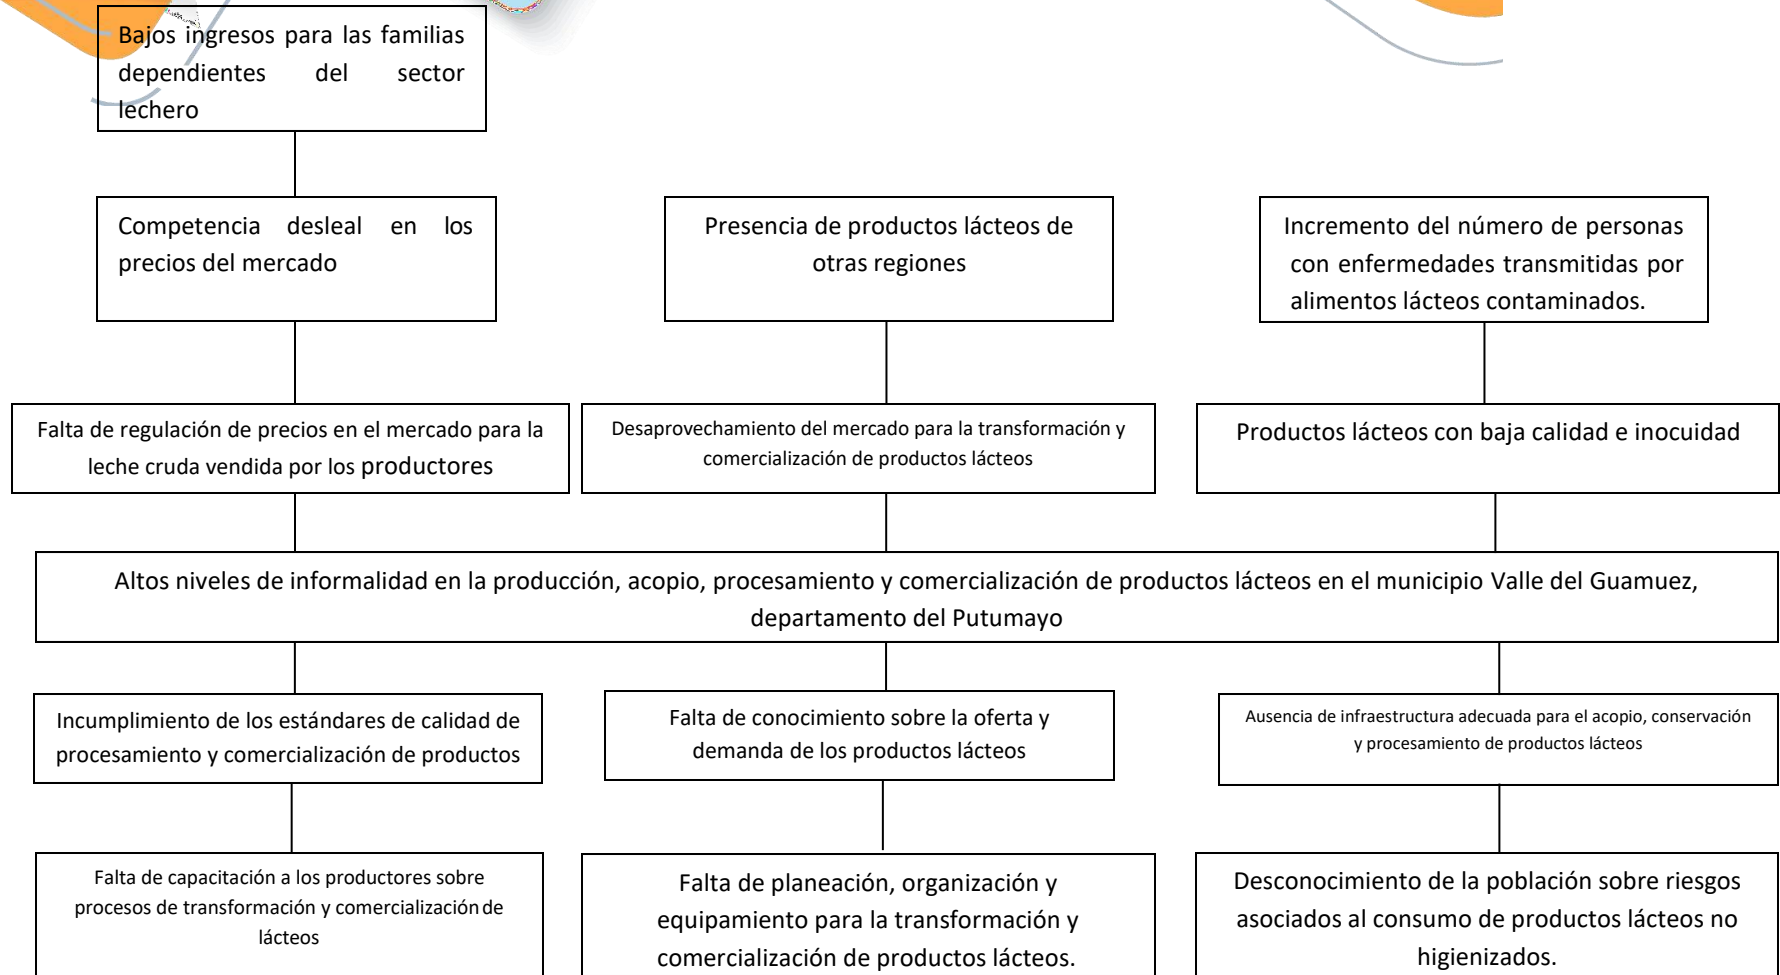 Bajos ingresos para las familias
dependientes del sector
lechero
Competencia desleal en los
precios del mercado
Presencia de productos lácteos de
otras regiones
Incremento del número de personas
con enfermedades transmitidas por
alimentos lácteos contaminados.
Falta de regulación de precios en el mercado para la
leche cruda vendida por los productores
Desaprovechamiento del mercado para la transformación y
comercialización de productos lácteos
Productos lácteos con baja calidad e inocuidad
Altos niveles de informalidad en la producción, acopio, procesamiento y comercialización de productos lácteos en el municipio Valle del Guamuez,
departamento del Putumayo
Incumplimiento de los estándares de calidad de
procesamiento y comercialización de productos
Falta de conocimiento sobre la oferta y
demanda de los productos lácteos
Ausencia de infraestructura adecuada para el acopio, conservación
y procesamiento de productos lácteos
Falta de capacitación a los productores sobre
procesos de transformación y comercialización de
lácteos
Falta de planeación, organización y
equipamiento para la transformación y
comercialización de productos lácteos.
Desconocimiento de la población sobre riesgos
asociados al consumo de productos lácteos no
higienizados.